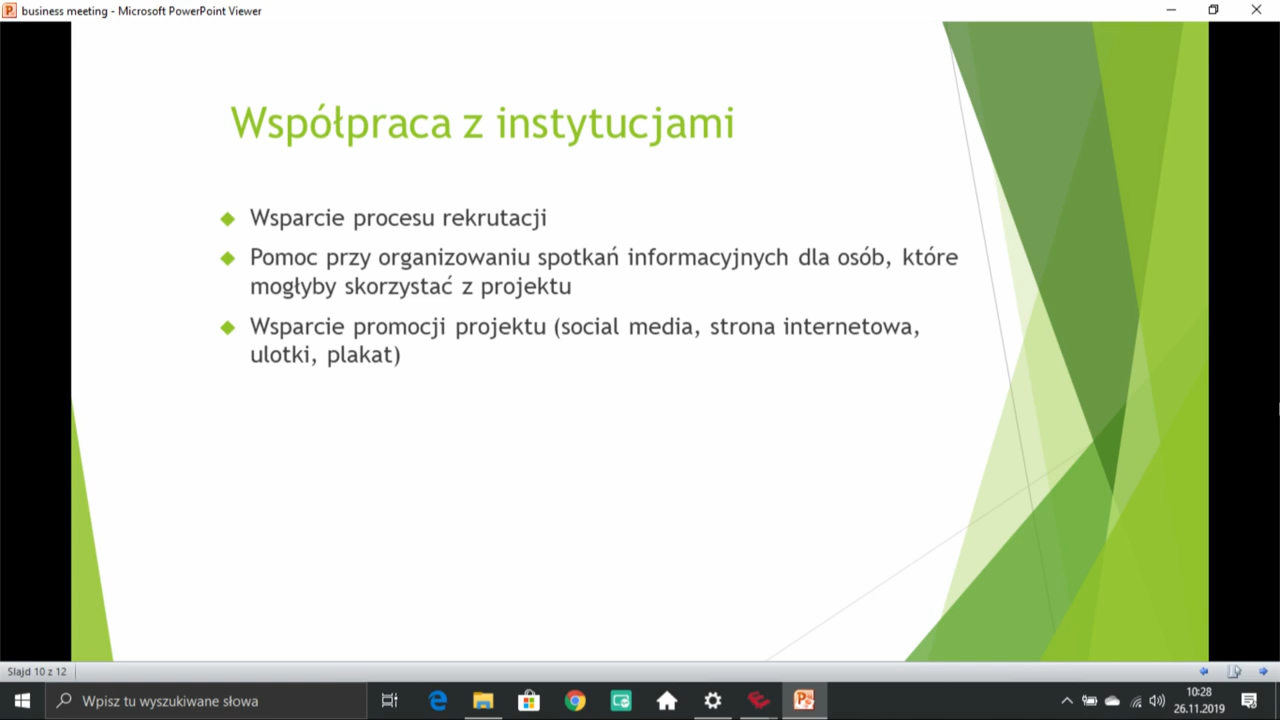 business meeting - Microsoft PowerPoint Viewer
Współpraca z instytucjami
Wsparcie procesu rekrutacji
Pomoc przy organizowaniu spotkań informacyjnych dla osób, które
mogłyby skorzystać z projektu
Wsparcie promocji projektu (social media, strona internetowa,
ulotki, plakat)
Slajd 10 z 12
Wpisz tu wyszukiwane słowa
10:28
26.11.2019